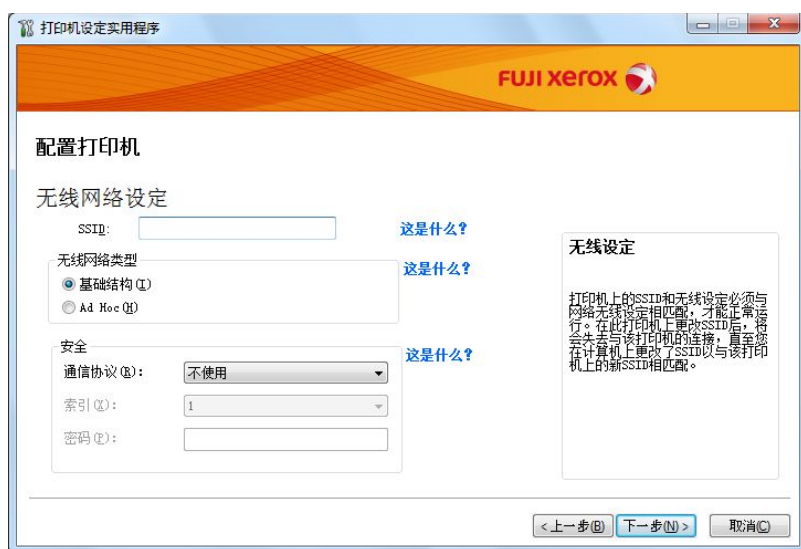 打印机设定实用程序
FUJI xerox
配置打印机
无线网络设定
SSID:
这是什么?
无线网络类型
这是什么?
基础结构(I)
Ad Hoc(H)
安全
这是什么?
通信协议(R):
不使用
索引(X):
1
密码(P):
无线设定
打印机上的SSID和无线设定必须与
网络无线设定相匹配，才能正常运
行。在此打印机上更改SSID后，将
会失去与该打印机的连接，直至您
在计算机上更改了SSID以与该打印
机上的新SSID相匹配。
<上一步(B)
下一步(N)>
取消(C)